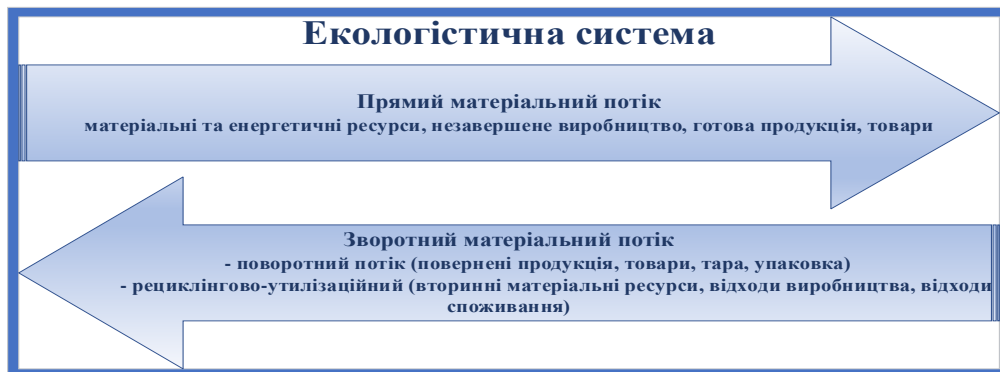 Екологістична система
Прямий матеріальний потік
матеріальні та енергетичні ресурси, незавершене виробництво, готова продукція, товари
Зворотний матеріальний потік
- поворотний потік (повернені продукція, товари, тара, упаковка)
- рециклінгово-утилізаційний (вторинні матеріальні ресурси, відходи виробництва, відходи
споживання)